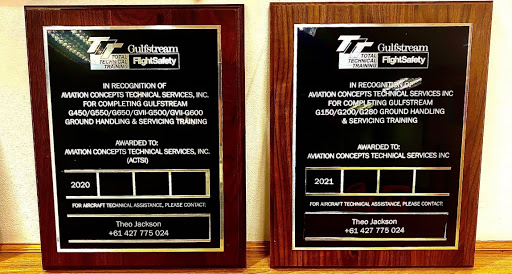 TTT
TOTAL
TECHNICAL
TRAINING
Gulfstream
FlightSafety
IN RECOGNITION OF
AVIATION CONCEPTS TECHNICAL SERVICES, INC.
FOR COMPLETING GULFSTREAM
G450/G550/G650/GVII-G500/GVII-G600
GROUND HANDLING & SERVICING TRAINING
AWARDED TO:
AVIATION CONCEPTS TECHNICAL SERVICES, INC.
(ACTSI)
2020
FOR AIRCRAFT TECHNICAL ASSISTANCE, PLEASE CONTACT:
Theo Jackson
+61 427 775 024
TTT
TOTAL
TECHNICAL
TRAINING
Gulfstream
FlightSafety
IN RECOGNITION OF
AVIATION CONCEPTS TECHNICAL SERVICES INC
FOR COMPLETING GULFSTREAM
G150/G200/G280 GROUND HANDLING
& SERVICING TRAINING
AWARDED TO:
AVIATION CONCEPTS TECHNICAL SERVICES INC
2021
FOR AIRCRAFT TECHNICAL ASSISTANCE, PLEASE CONTACT:
Theo Jackson
+61 427 775 024